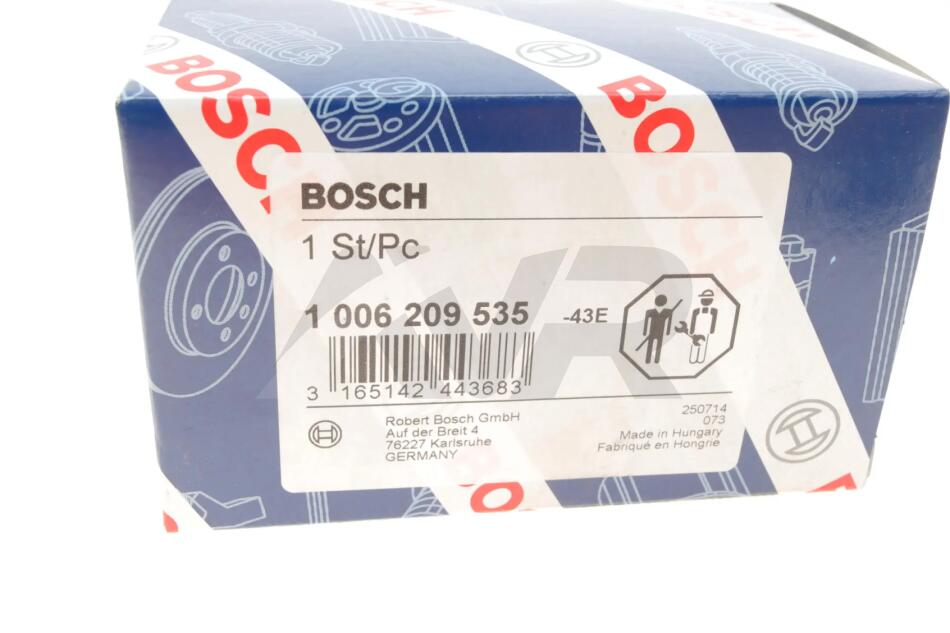 BOSCH
BOSCH
BOSCH
1 St/Pc
1 006 209 535 -43E
3 165142 443683
Robert Bosch GmbH
Auf der Breit 4
76227 Karlsruhe
GERMANY
250714
073
Made in Hungary
Fabriqué en Hongrie